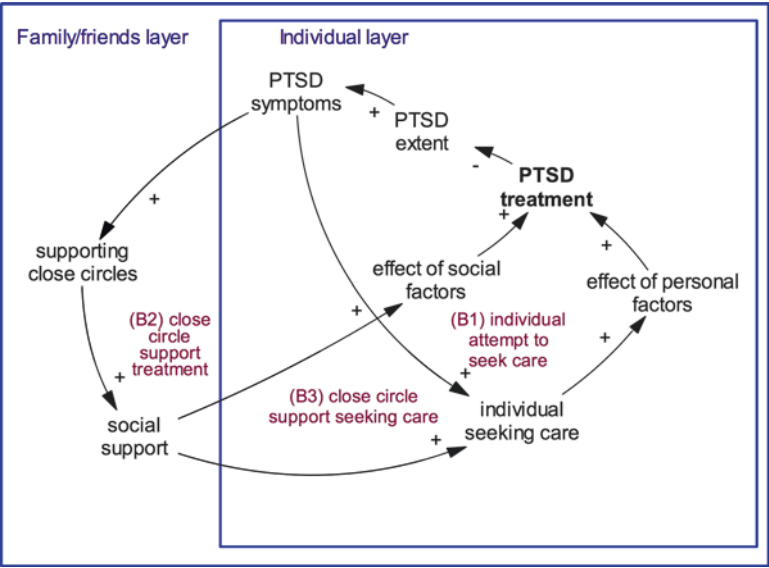 Family/friends layer
Individual layer
PTSD
symptoms
+
PTSD
extent
-
PTSD
treatment
+
+
+
supporting
close circles
effect of social
factors
effect of personal
factors
(B2) close
circle
support
treatment
+
(B1) individual
attempt to
seek care
+
+
+
(B3) close circle
support seeking care
individual
seeking care
social
support
+